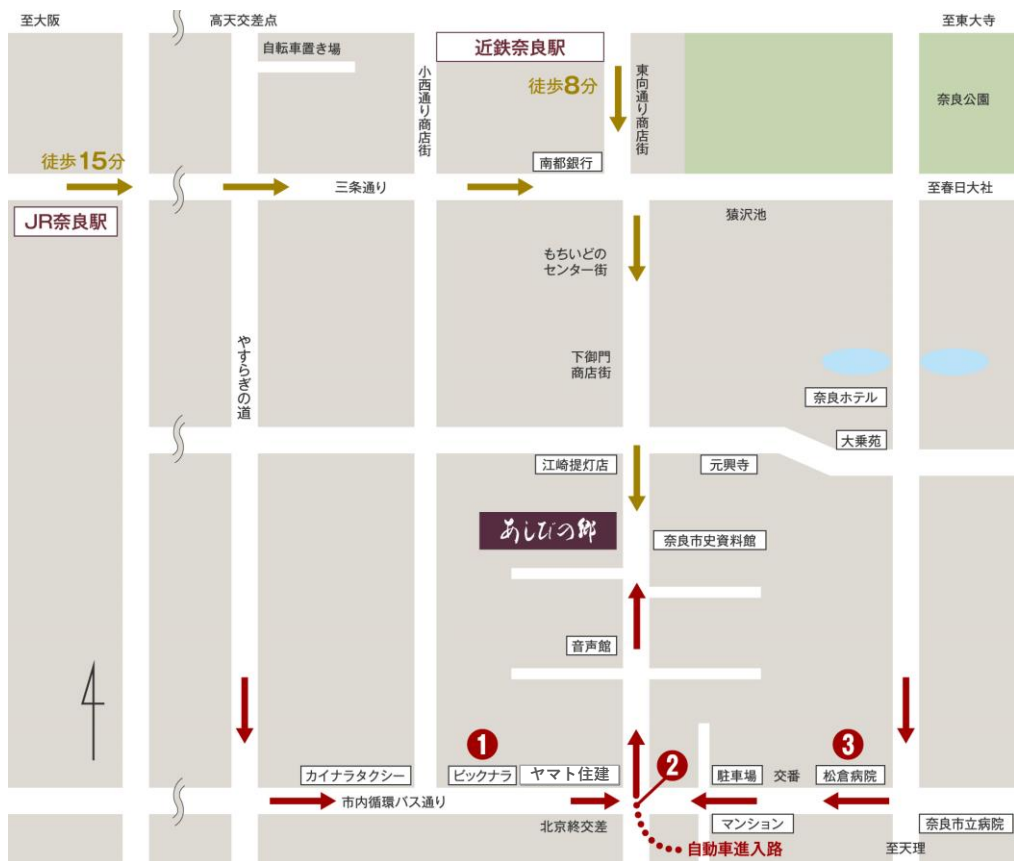 至大阪
高天交差点
至東大寺
自転車置き場
小西通り商店街
近鉄奈良駅
徒歩8分
東向通り商店街
奈良公園
徒歩15分
南都銀行
三条通り
至春日大社
JR奈良駅
猿沢池
もちいどの
センター街
やすらぎの道
下御門
商店街
奈良ホテル
大乗苑
江崎提灯店
元興寺
あしびの郷
奈良市史資料館
音声館
1
2
3
カイナラタクシー
ビックナラ
ヤマト住建
駐車場
交番
松倉病院
市内循環バス通り
北京終交差
マンション
奈良市立病院
自動車進入路
至天理